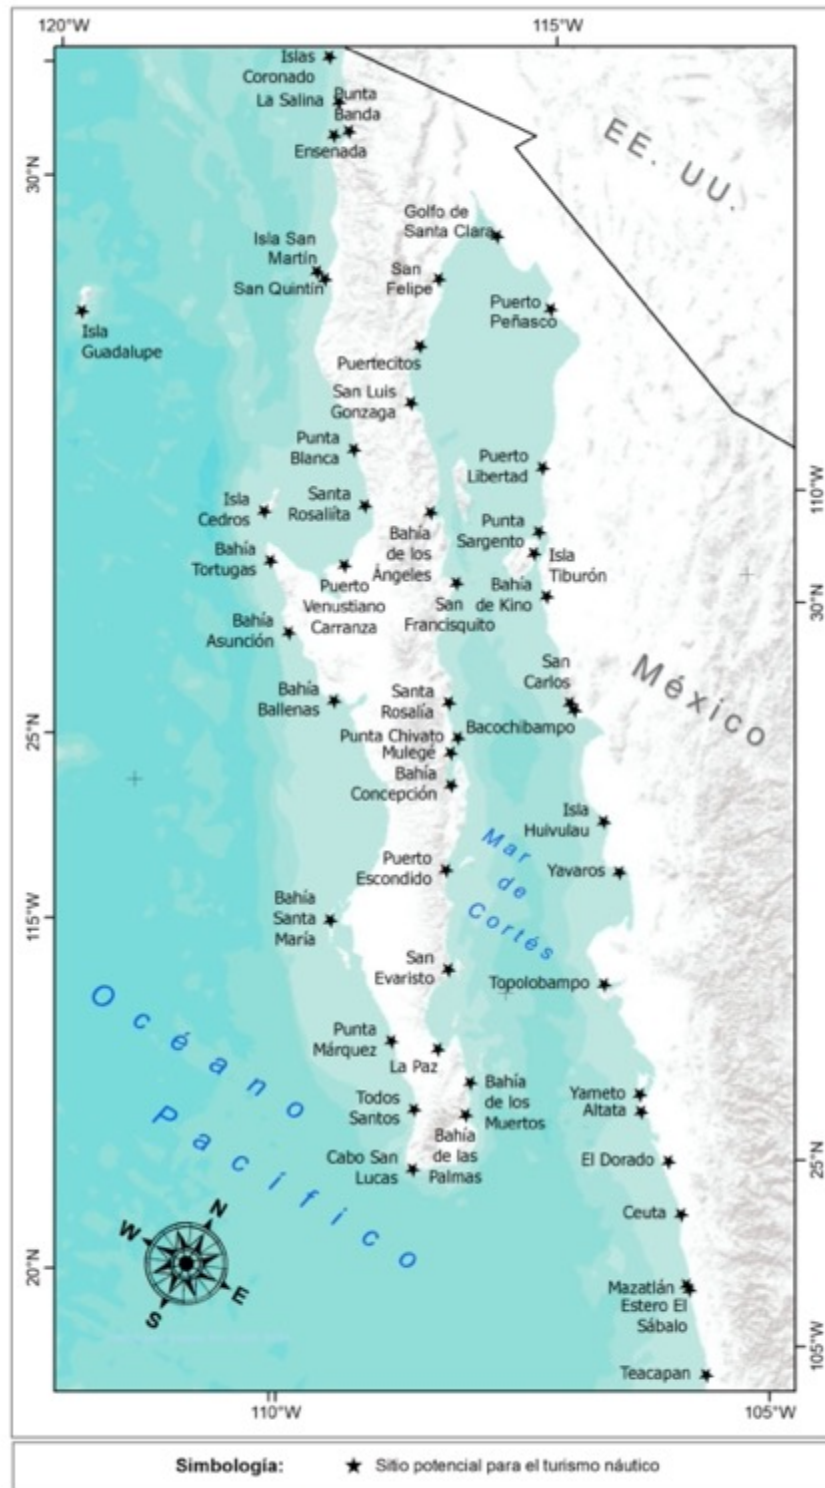 120°W
115°W
Islas
Coronado
La Salina
Punta
Banda
Ensenada
EE. UU.
30°N
Golfo de
Santa Clara
Isla San
Martín
San Quintín
San
Felipe
Isla
Guadalupe
Puerto
Peñasco
Puertecitos
San Luis
Gonzaga
Punta
Blanca
Puerto
Libertad
110°W
Isla
Cedros
Santa
Rosaliíta
Bahía
de los
Ángeles
Punta
Sargento
Isla
Tiburón
Bahía
Tortugas
Puerto
Venustiano
Carranza
San
Francisquito
Bahía
de Kino
30°N
Bahía
Asunción
San
Carlos
México
Bahía
Ballenas
Santa
Rosalía
Bacochibampo
25°N
Punta Chivato
Mulegé
Bahía
Concepción
Isla
Huivulau
Mar
de
Cortés
Puerto
Escondido
Yavaros
115°W
Bahía
Santa
María
San
Evaristo
Topolobampo
Océano
Pacífico
Punta
Márquez
La Paz
Bahía
de los
Muertos
Yameto
Altata
Todos
Santos
Bahía
de las
Palmas
El Dorado
25°N
Cabo San
Lucas
Ceuta
N
W
E
S
20°N
Mazatlán
Estero El
Sábalo
105°W
Teacapan
110°W
105°W
Simbología:
Sitio potencial para el turismo náutico